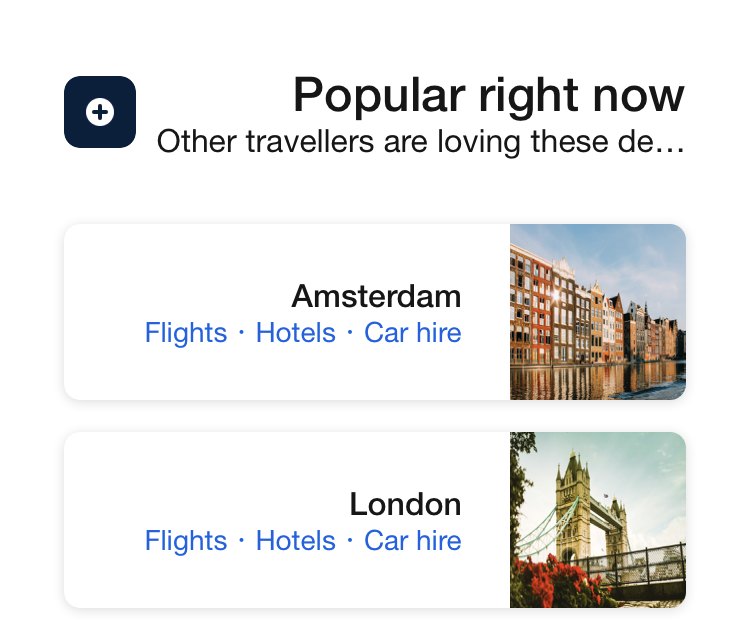 Popular right now
Other travellers are loving these de…
Amsterdam
Flights · Hotels · Car hire
London
Flights · Hotels · Car hire